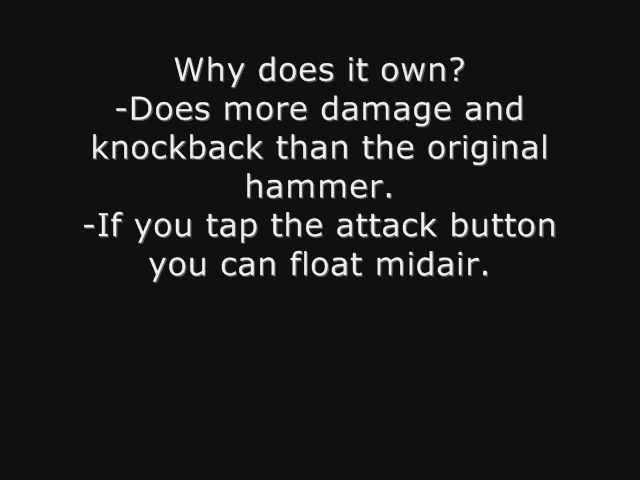 Why does it own?
-Does more damage and
knockback than the original
hammer.
-If you tap the attack button
you can float midair.